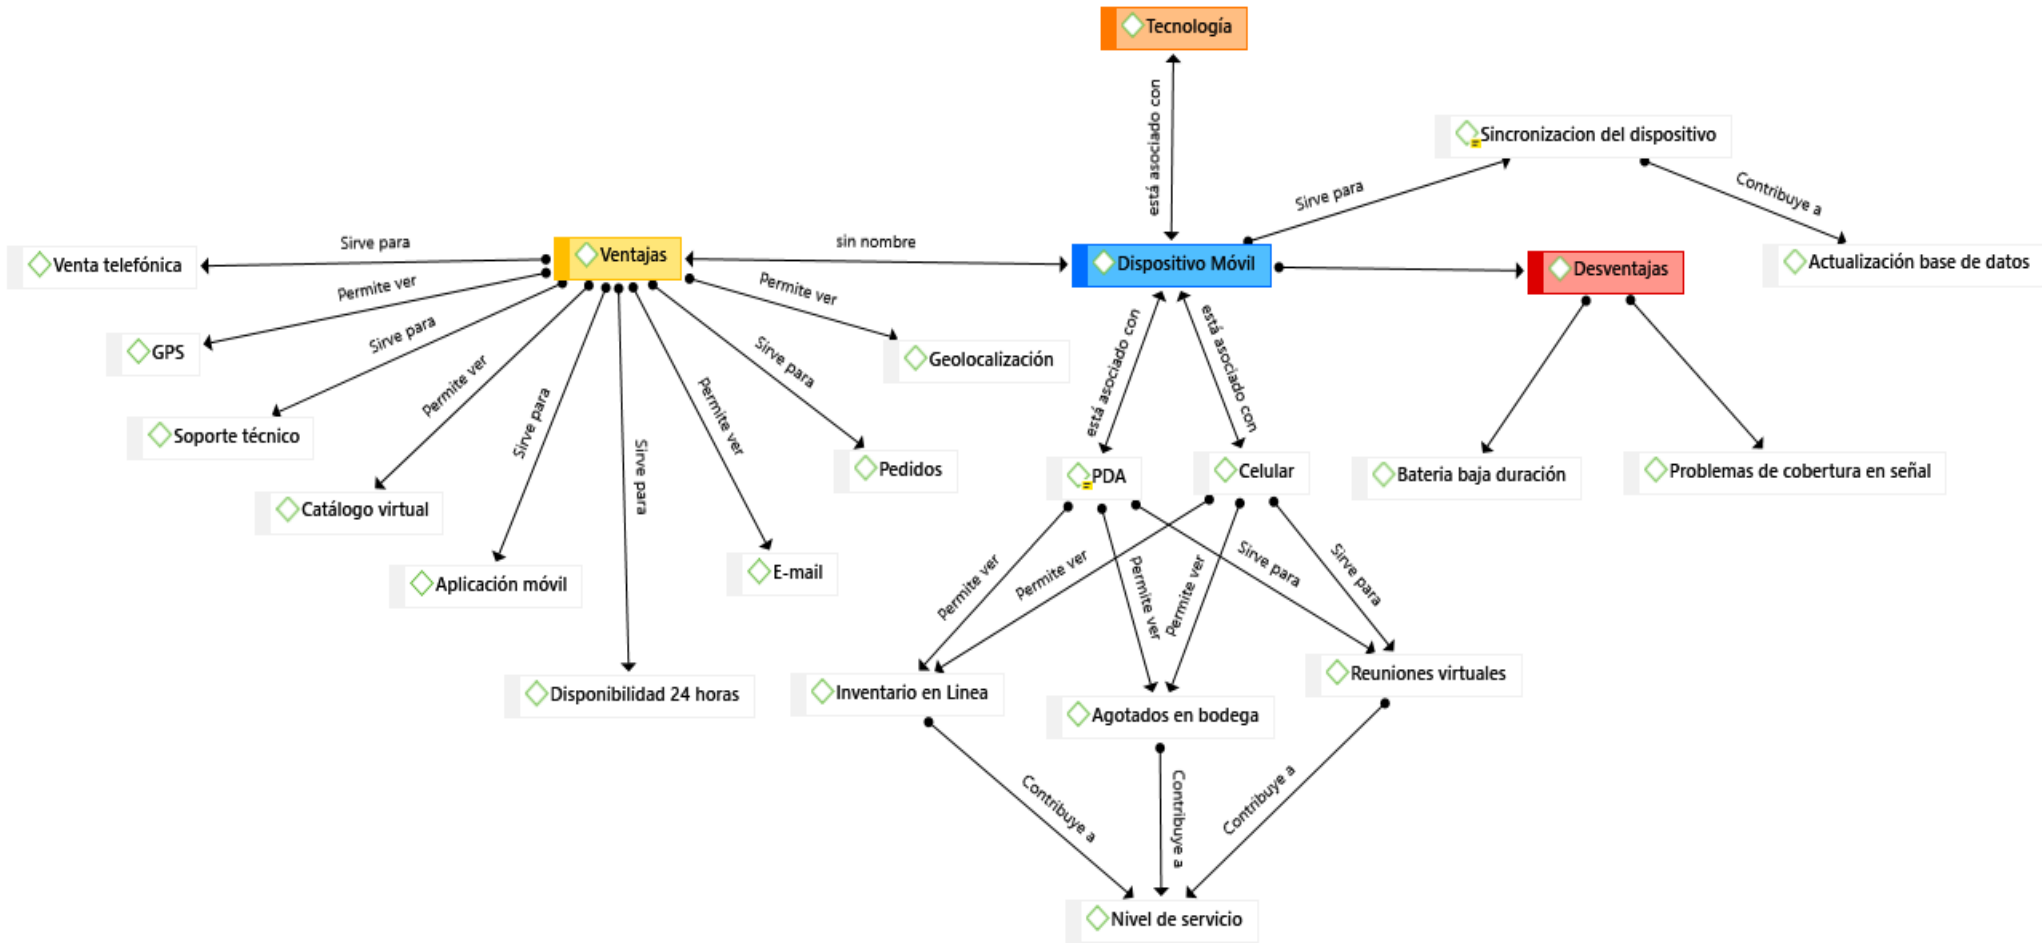 Tecnología
está asociado con
Sincronizacion del dispositivo
Sirve para
Contribuye a
Sirve para
Ventajas
sin nombre
Dispositivo Móvil
Desventajas
Actualización base de datos
Venta telefónica
Permite ver
Permite ver
GPS
Sirve para
Geolocalización
Permite ver
Sirve para
está asociado con
está asociado con
Soporte técnico
Sirve para
Permite ver
Sirve para
Pedidos
PDA
Celular
Bateria baja duración
Problemas de cobertura en señal
Catálogo virtual
Aplicación móvil
E-mail
Permite ver
Permite ver
Permite ver
Permite ver
Sirve para
Sirve para
Disponibilidad 24 horas
Inventario en Linea
Agotados en bodega
Reuniones virtuales
Contribuye a
Contribuye a
Contribuye a
Nivel de servicio